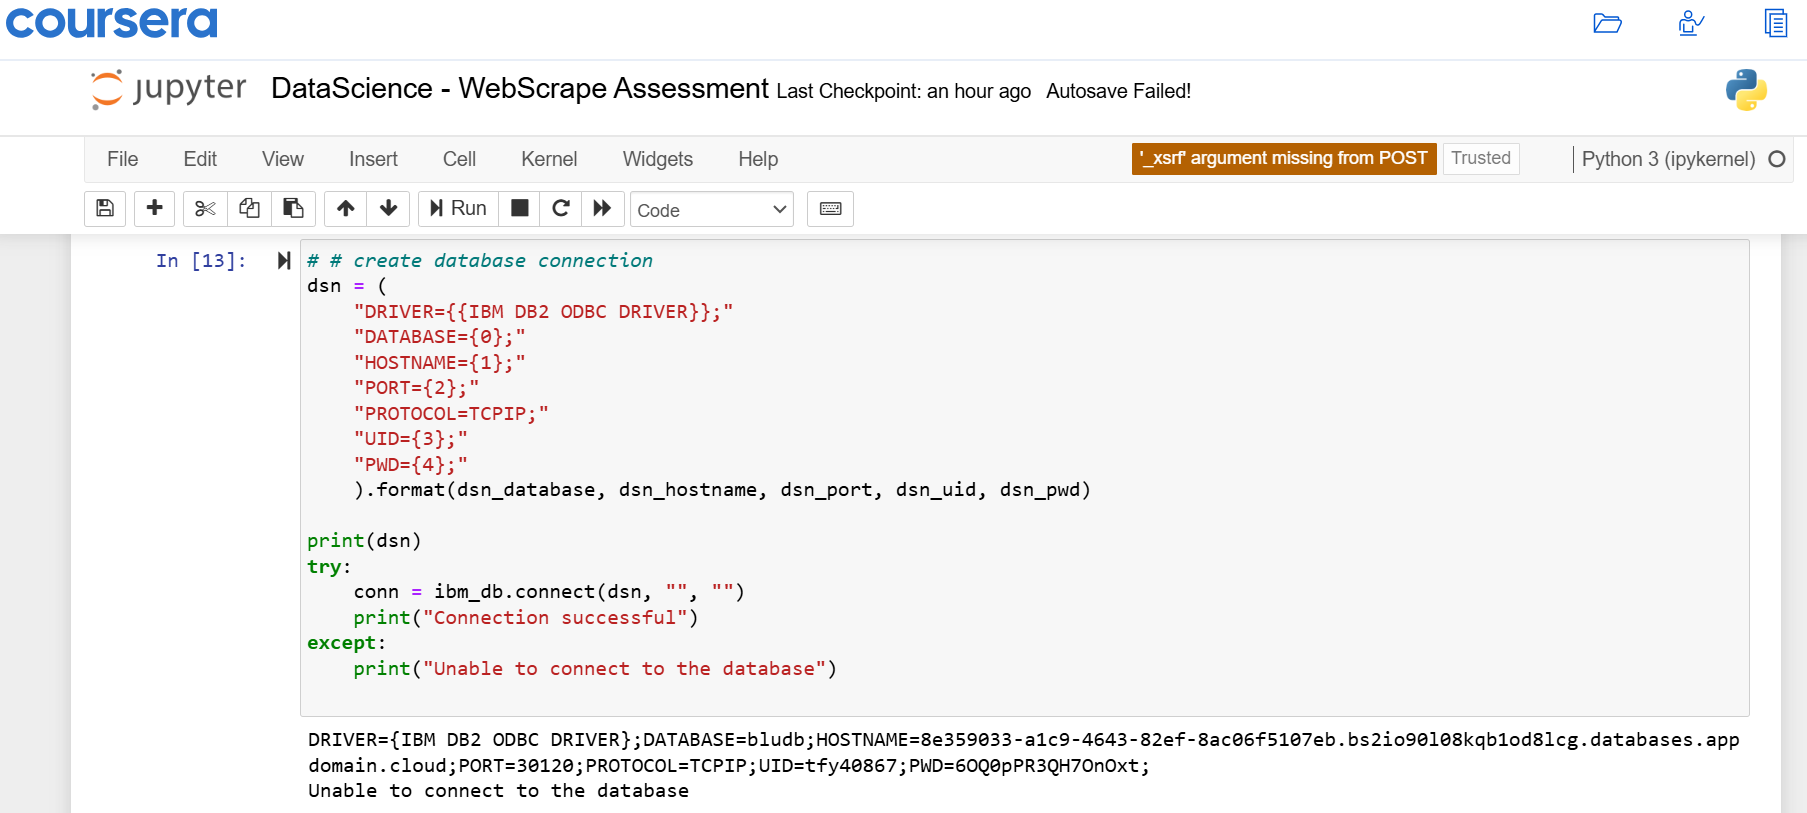 coursera
jupyter DataScience - WebScrape Assessment Last Checkpoint: an hour ago Autosave Failed!
File Edit View Insert Cell Kernel Widgets Help '_xsrf' argument missing from POST Trusted Python 3 (ipykernel)
Run Code
In [13]: # # create database connection
dsn = (
    "DRIVER={{IBM DB2 ODBC DRIVER}};"
    "DATABASE={0};"
    "HOSTNAME={1};"
    "PORT={2};"
    "PROTOCOL=TCPIP;"
    "UID={3};"
    "PWD={4};"
    ).format(dsn_database, dsn_hostname, dsn_port, dsn_uid, dsn_pwd)
print(dsn)
try:
    conn = ibm_db.connect(dsn, "", "")
    print("Connection successful")
except:
    print("Unable to connect to the database")
DRIVER={IBM DB2 ODBC DRIVER};DATABASE=bludb;HOSTNAME=8e359033-a1c9-4643-82ef-8ac06f5107eb.bs2io90l08kqb1od8lcg.databases.app
domain.cloud;PORT=30120;PROTOCOL=TCPIP;UID=tfy40867;PWD=6OQ0pPR3QH7OnOxt;
Unable to connect to the database